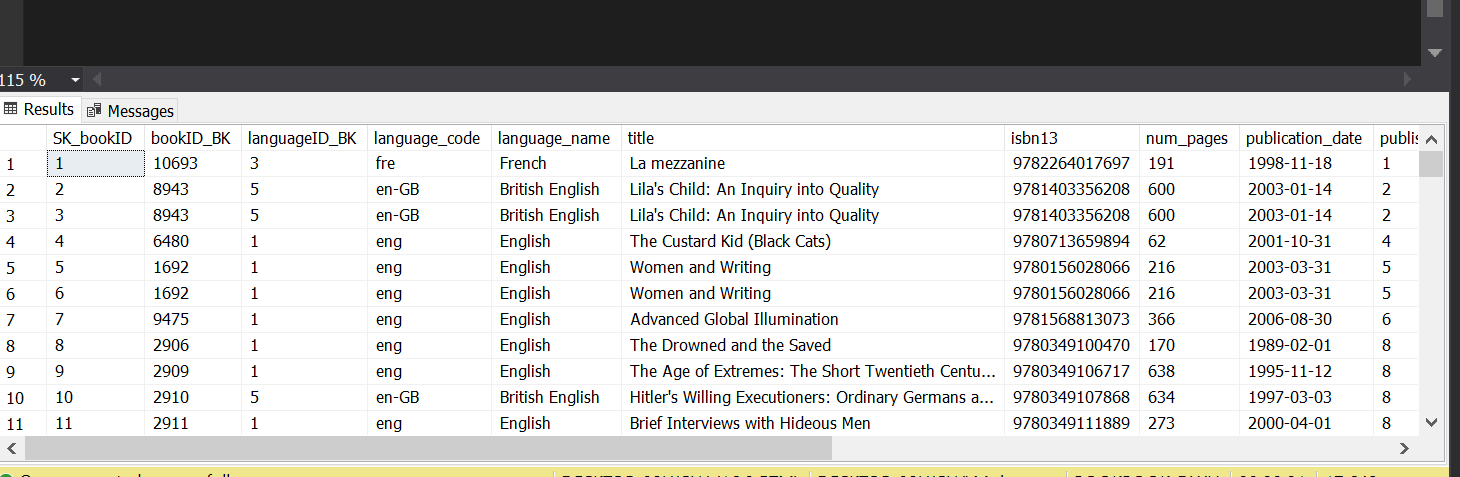 115 %
Results Messages
SK_bookID bookID_BK languageID_BK language_code language_name title isbn13 num_pages publication_date publis
1 1 10693 3 fre French La mezzanine 9782264017697 191 1998-11-18 1
2 2 8943 5 en-GB British English Lila's Child: An Inquiry into Quality 9781403356208 600 2003-01-14 2
3 3 8943 5 en-GB British English Lila's Child: An Inquiry into Quality 9781403356208 600 2003-01-14 2
4 4 6480 1 eng English The Custard Kid (Black Cats) 9780713659894 62 2001-10-31 4
5 5 1692 1 eng English Women and Writing 9780156028066 216 2003-03-31 5
6 6 1692 1 eng English Women and Writing 9780156028066 216 2003-03-31 5
7 7 9475 1 eng English Advanced Global Illumination 9781568813073 366 2006-08-30 6
8 8 2906 1 eng English The Drowned and the Saved 9780349100470 170 1989-02-01 8
9 9 2909 1 eng English The Age of Extremes: The Short Twentieth Centu... 9780349106717 638 1995-11-12 8
10 10 2910 5 en-GB British English Hitler's Willing Executioners: Ordinary Germans a... 9780349107868 634 1997-03-03 8
11 11 2911 1 eng English Brief Interviews with Hideous Men 9780349111889 273 2000-04-01 8